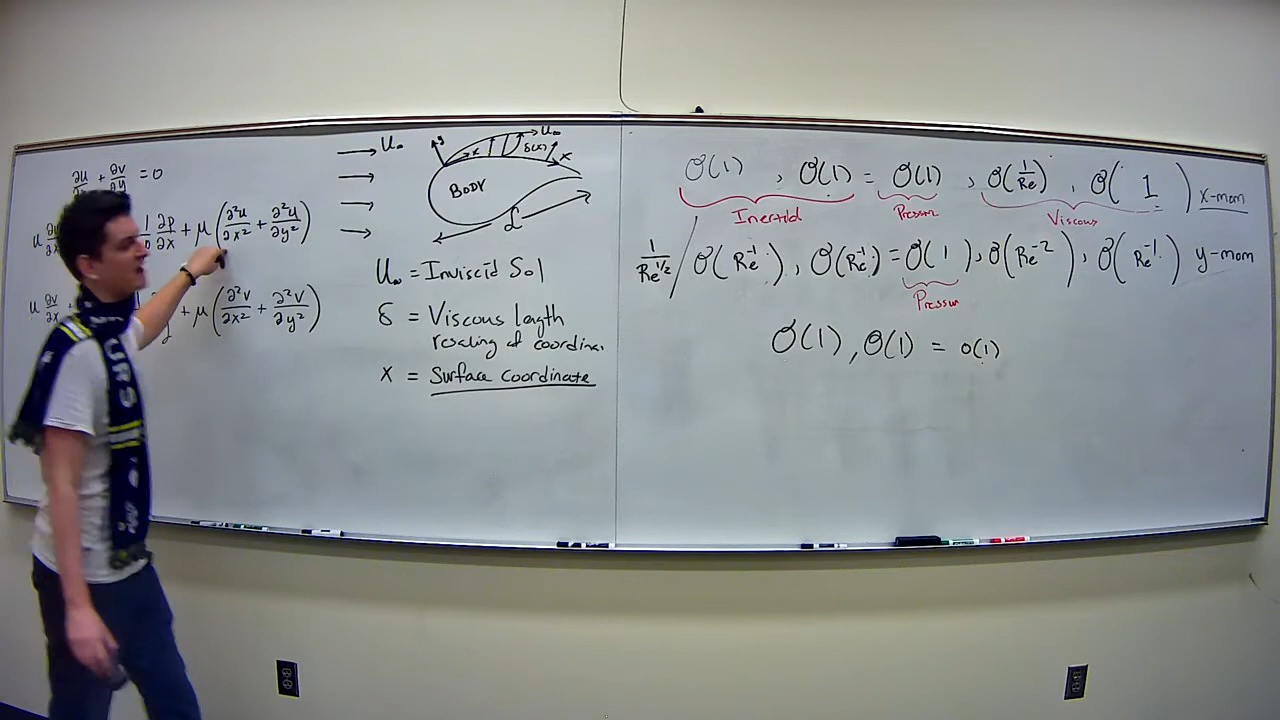 ∂u/∂x + ∂v/∂y = 0
u ∂u/∂x 1/ρ ∂p/∂x + μ(∂²u/∂x² + ∂²u/∂y²)
u ∂v/∂x + μ(∂²v/∂x² + ∂²v/∂y²)
U∞
y x U∞ δ(x) x
BODY
L
U∞ = Inviscid Sol
δ = Viscous length
rescaling of coordina.
x = Surface coordinate
O(1) , O(1) = O(1) , O(1/Re) , O(1) x-mom
Inertial Pressur Viscous
1/Re^1/2 / O(Re^-1), O(Re^-1) = O(1), O(Re^-2), O(Re^-1) y-mom
Pressur
O(1), O(1) = O(1)